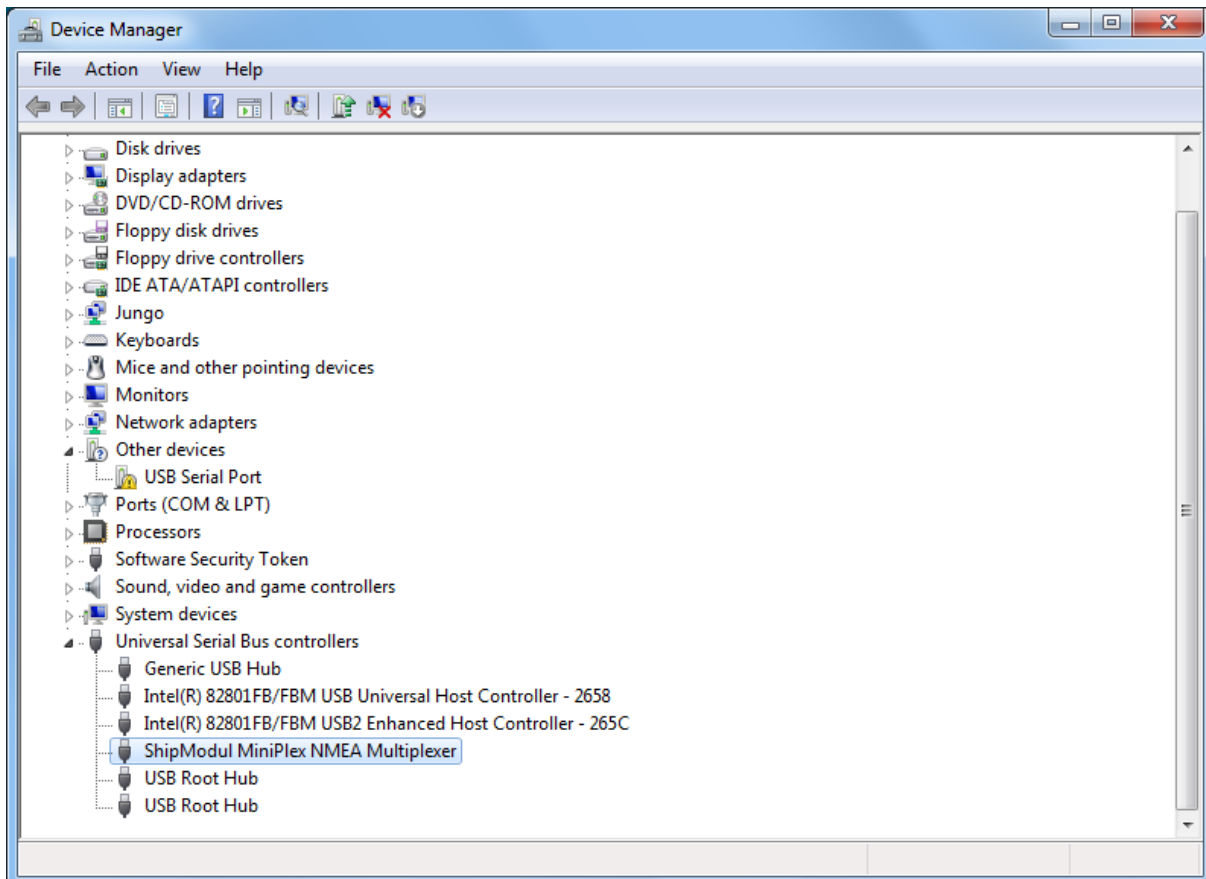 Device Manager
File Action View Help
Disk drives
Display adapters
DVD/CD-ROM drives
Floppy disk drives
Floppy drive controllers
IDE ATA/ATAPI controllers
Jungo
Keyboards
Mice and other pointing devices
Monitors
Network adapters
Other devices
USB Serial Port
Ports (COM & LPT)
Processors
Software Security Token
Sound, video and game controllers
System devices
Universal Serial Bus controllers
Generic USB Hub
Intel(R) 82801FB/FBM USB Universal Host Controller - 2658
Intel(R) 82801FB/FBM USB2 Enhanced Host Controller - 265C
ShipModul MiniPlex NMEA Multiplexer
USB Root Hub
USB Root Hub